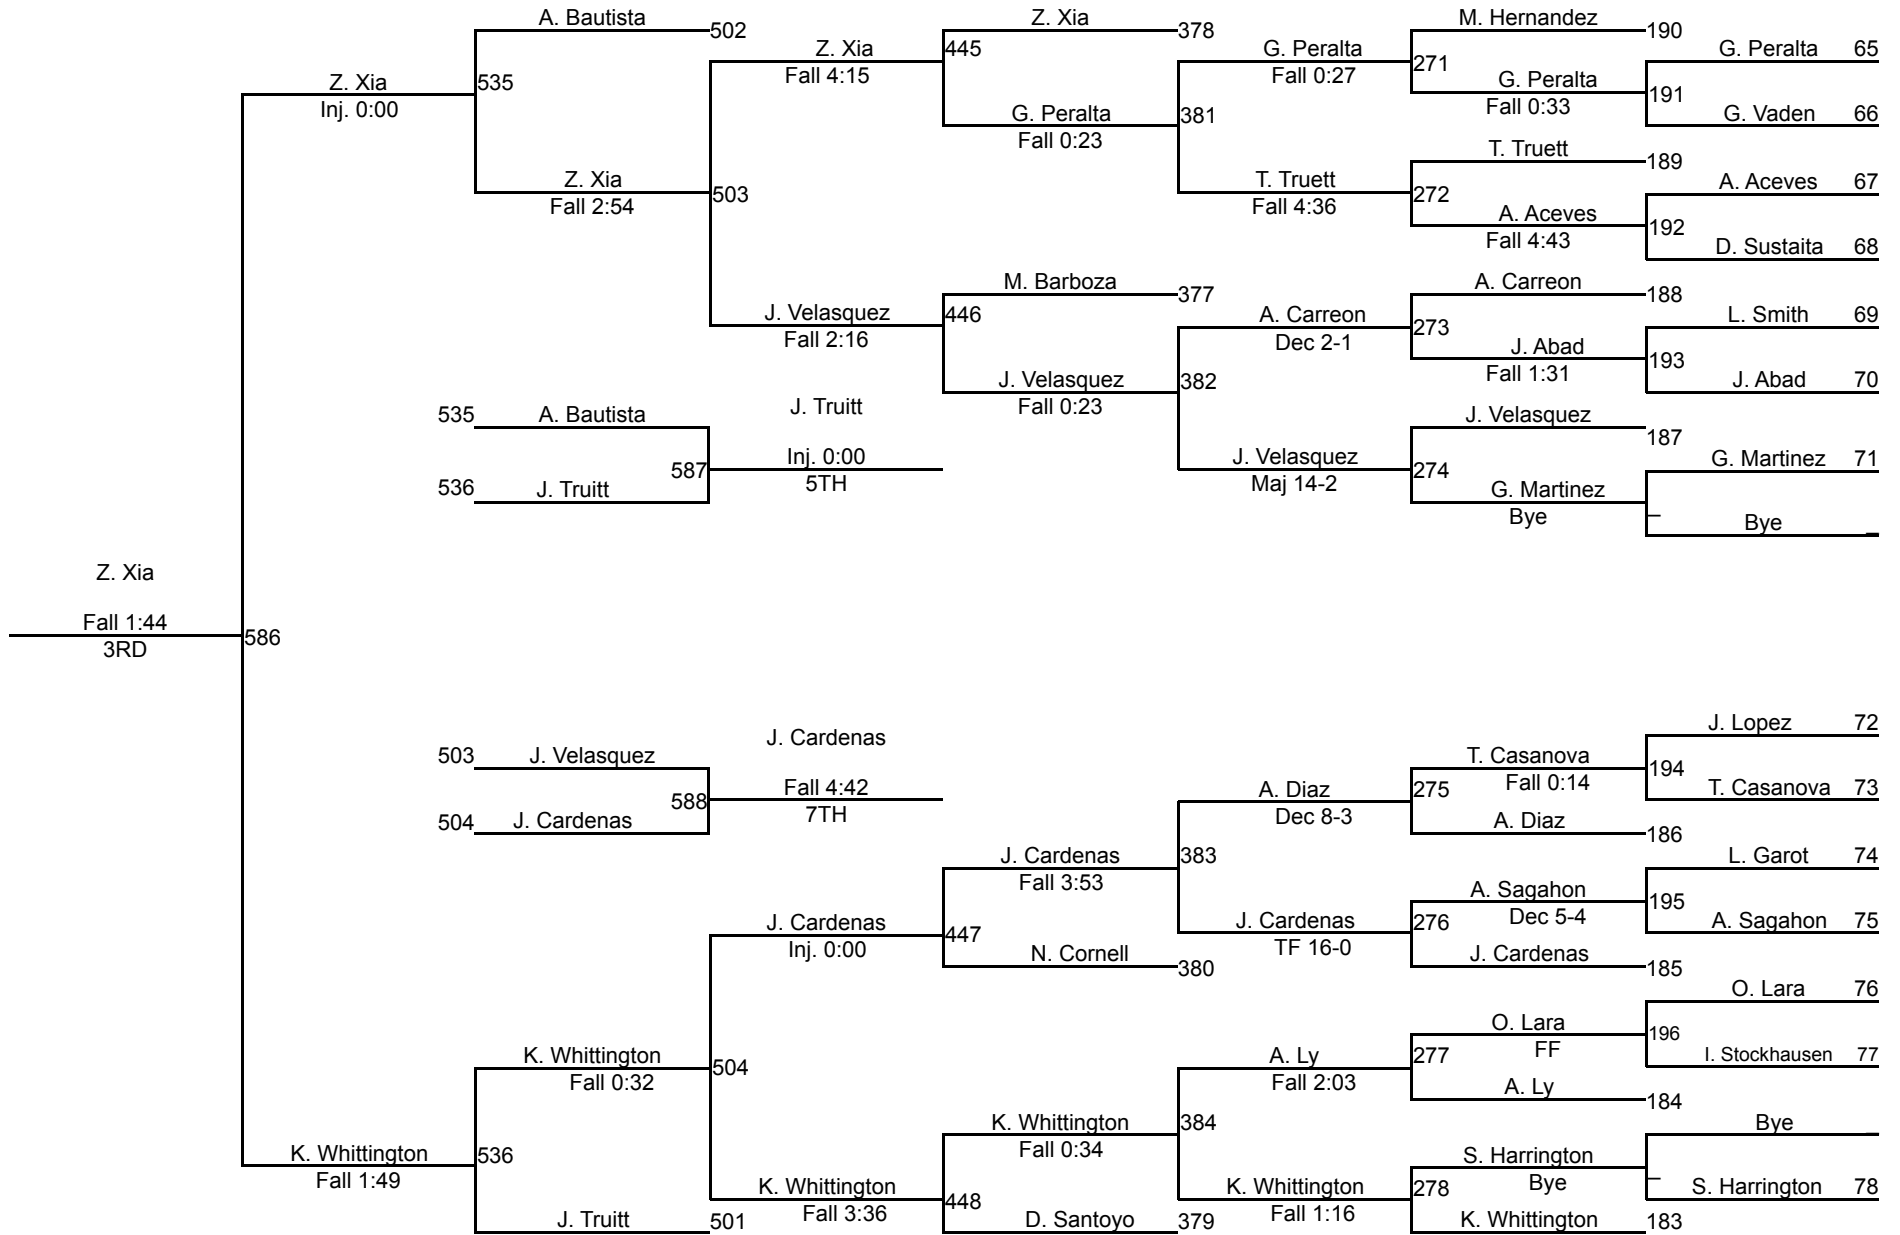 A. Bautista
502
Z. Xia
Inj. 0:00
535
Z. Xia
Fall 2:54
503
Z. Xia
Fall 4:15
445
Z. Xia
378
G. Peralta
Fall 0:23
381
G. Peralta
Fall 0:27
271
M. Hernandez
190
G. Peralta
Fall 0:33
191
G. Peralta 65
G. Vaden 66
T. Truett
Fall 4:36
272
T. Truett
189
A. Aceves
Fall 4:43
192
A. Aceves 67
D. Sustaita 68
J. Velasquez
Fall 2:16
446
M. Barboza
377
J. Velasquez
Fall 0:23
382
A. Carreon
Dec 2-1
273
A. Carreon
188
J. Abad
Fall 1:31
193
L. Smith 69
J. Abad 70
J. Velasquez
Maj 14-2
274
J. Velasquez
187
G. Martinez
Bye
G. Martinez 71
Bye
535 A. Bautista
536 J. Truitt
587
J. Truitt
Inj. 0:00
5TH
Z. Xia
Fall 1:44
3RD
586
503 J. Velasquez
504 J. Cardenas
588
J. Cardenas
Fall 4:42
7TH
J. Cardenas
Inj. 0:00
447
J. Cardenas
Fall 3:53
383
A. Diaz
Dec 8-3
275
T. Casanova
Fall 0:14
194
J. Lopez 72
T. Casanova 73
A. Diaz
186
J. Cardenas
TF 16-0
276
A. Sagahon
Dec 5-4
195
L. Garot 74
A. Sagahon 75
J. Cardenas
185
N. Cornell
380
K. Whittington
Fall 0:32
504
K. Whittington
Fall 1:49
536
J. Truitt
501
K. Whittington
Fall 3:36
448
K. Whittington
Fall 0:34
384
A. Ly
Fall 2:03
277
O. Lara
FF
196
O. Lara 76
I. Stockhausen 77
A. Ly
184
K. Whittington
Fall 1:16
278
S. Harrington
Bye
Bye
S. Harrington 78
K. Whittington
183
D. Santoyo
379